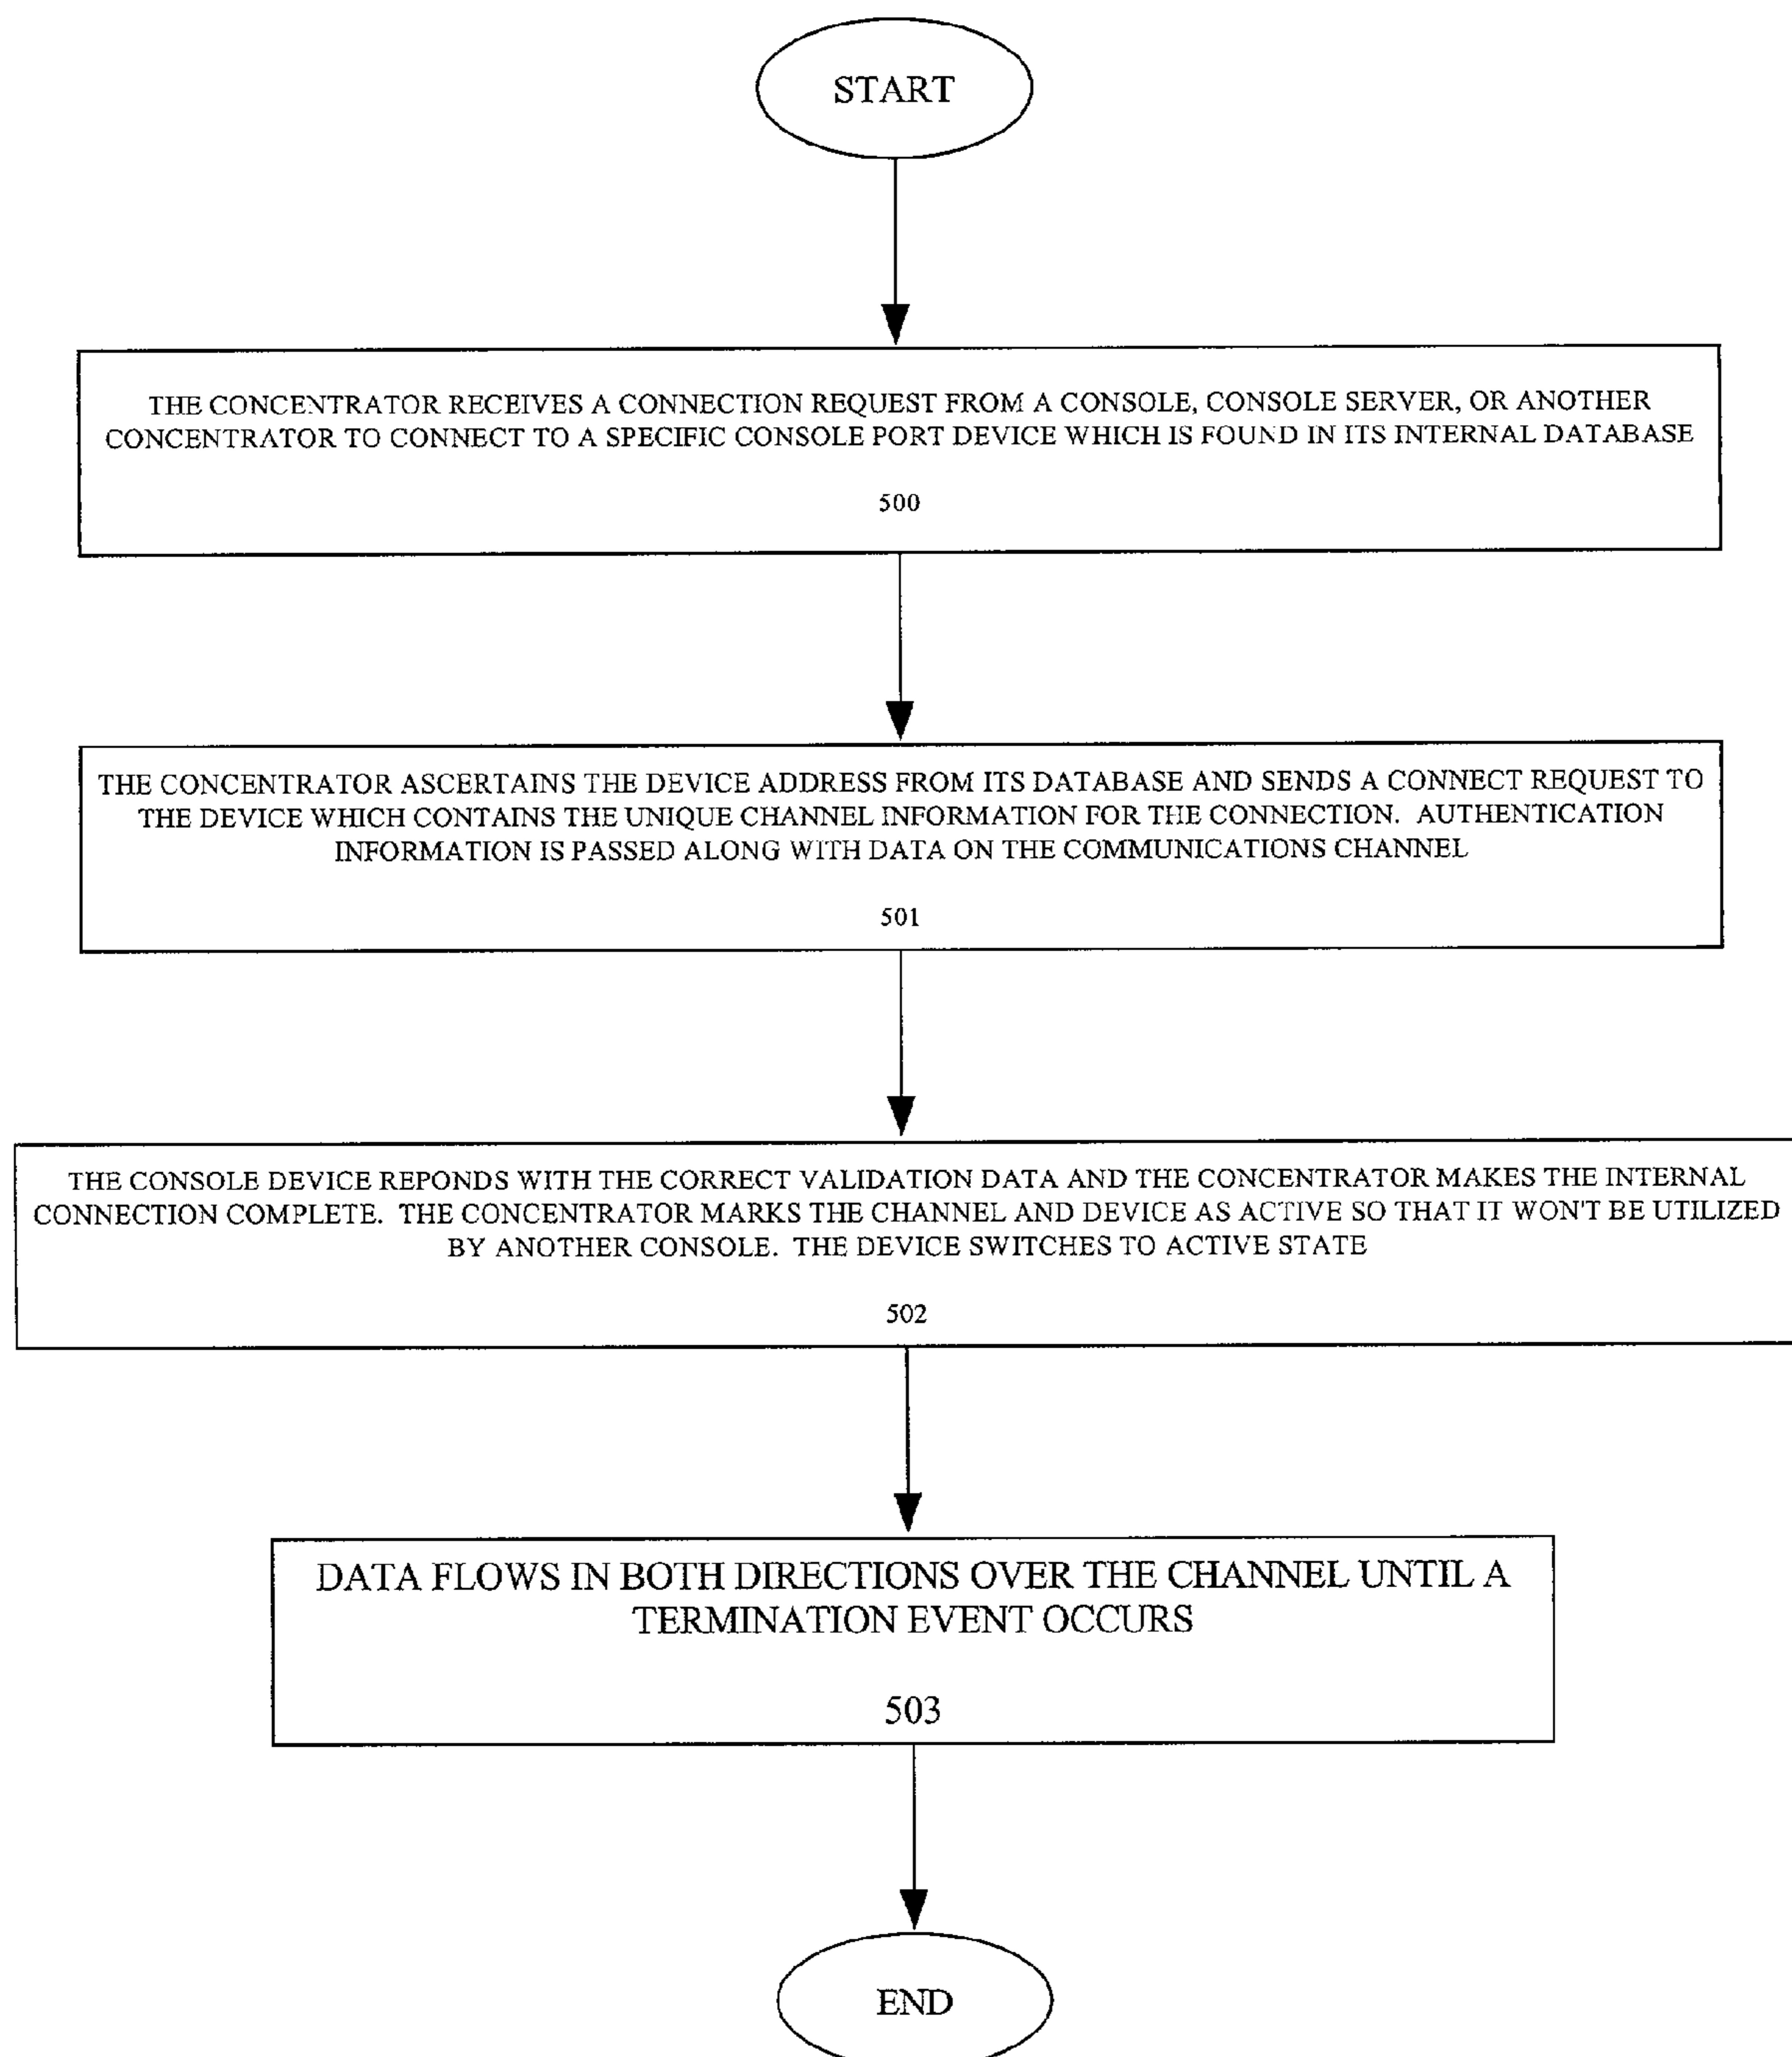 START
THE CONCENTRATOR RECEIVES A CONNECTION REQUEST FROM A CONSOLE, CONSOLE SERVER, OR ANOTHER
CONCENTRATOR TO CONNECT TO A SPECIFIC CONSOLE PORT DEVICE WHICH IS FOUND IN ITS INTERNAL DATABASE
500
THE CONCENTRATOR ASCERTAINS THE DEVICE ADDRESS FROM ITS DATABASE AND SENDS A CONNECT REQUEST TO
THE DEVICE WHICH CONTAINS THE UNIQUE CHANNEL INFORMATION FOR THE CONNECTION. AUTHENTICATION
INFORMATION IS PASSED ALONG WITH DATA ON THE COMMUNICATIONS CHANNEL
501
THE CONSOLE DEVICE REPONDS WITH THE CORRECT VALIDATION DATA AND THE CONCENTRATOR MAKES THE INTERNAL
CONNECTION COMPLETE. THE CONCENTRATOR MARKS THE CHANNEL AND DEVICE AS ACTIVE SO THAT IT WON'T BE UTILIZED
BY ANOTHER CONSOLE. THE DEVICE SWITCHES TO ACTIVE STATE
502
DATA FLOWS IN BOTH DIRECTIONS OVER THE CHANNEL UNTIL A
TERMINATION EVENT OCCURS
503
END